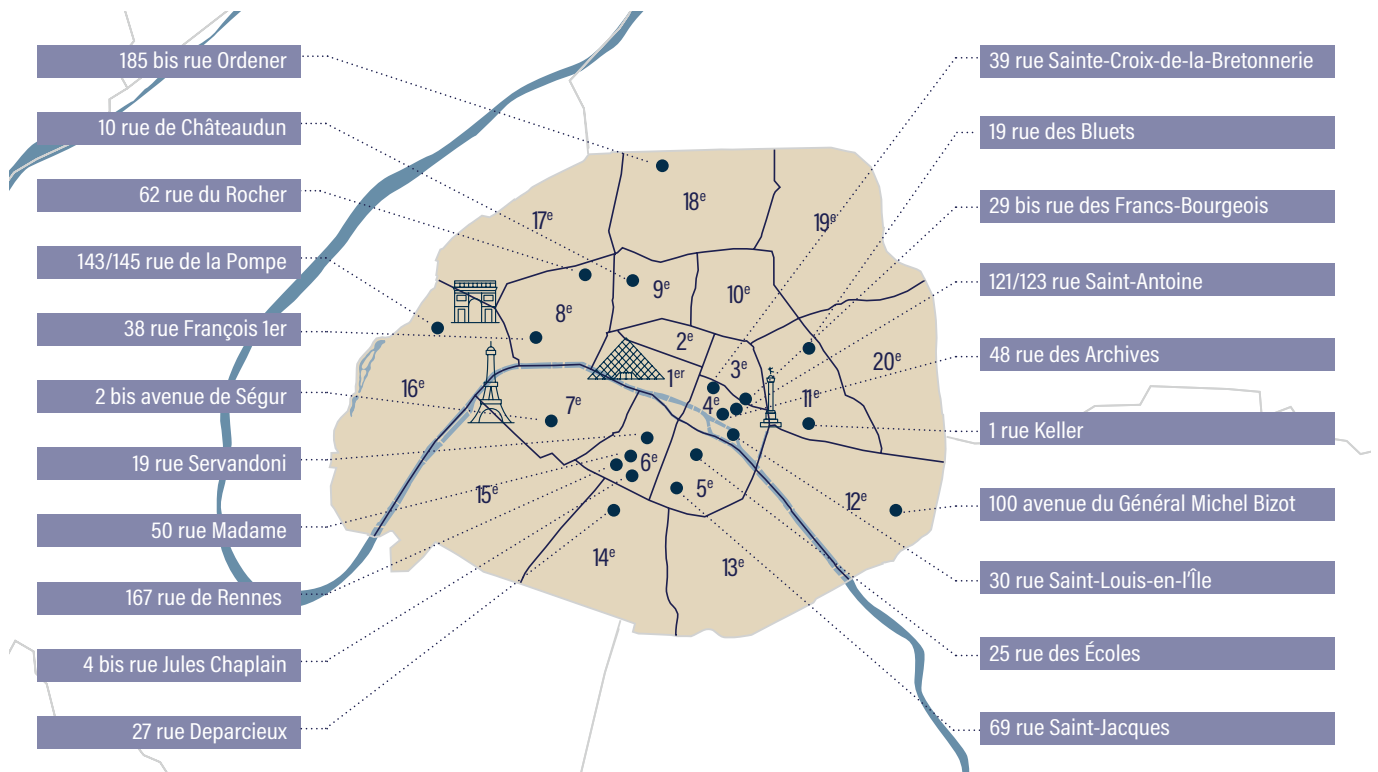 185 bis rue Ordener
10 rue de Châteaudun
62 rue du Rocher
143/145 rue de la Pompe
38 rue François 1er
2 bis avenue de Ségur
19 rue Servandoni
50 rue Madame
167 rue de Rennes
4 bis rue Jules Chaplain
27 rue Deparcieux
18e
17e
19e
9e
10e
8e
2e
20e
3e
1er
16e
7e
4e
11e
6e
5e
15e
12e
14e
13e
39 rue Sainte-Croix-de-la-Bretonnerie
19 rue des Bluets
29 bis rue des Francs-Bourgeois
121/123 rue Saint-Antoine
48 rue des Archives
1 rue Keller
100 avenue du Général Michel Bizot
30 rue Saint-Louis-en-l'Île
25 rue des Écoles
69 rue Saint-Jacques